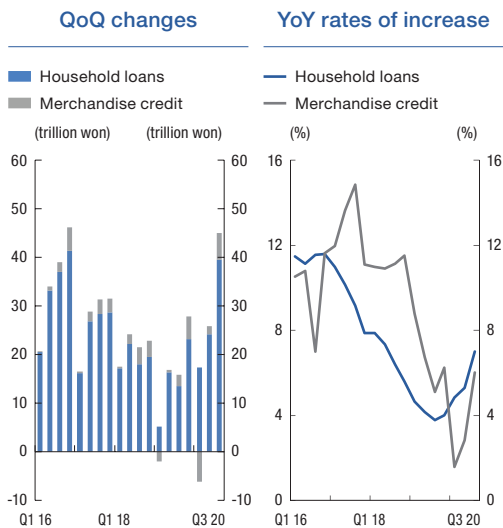 QoQ changes
Household loans
Merchandise credit
(trillion won) (trillion won)
60 60
50 50
40 40
30 30
20 20
10 10
0 0
-10 -10
Q1 16 Q1 18 Q3 20
YoY rates of increase
Household loans
Merchandise credit
(%) (%)
16 16
12 12
8 8
4 4
0 0
Q1 16 Q1 18 Q3 20